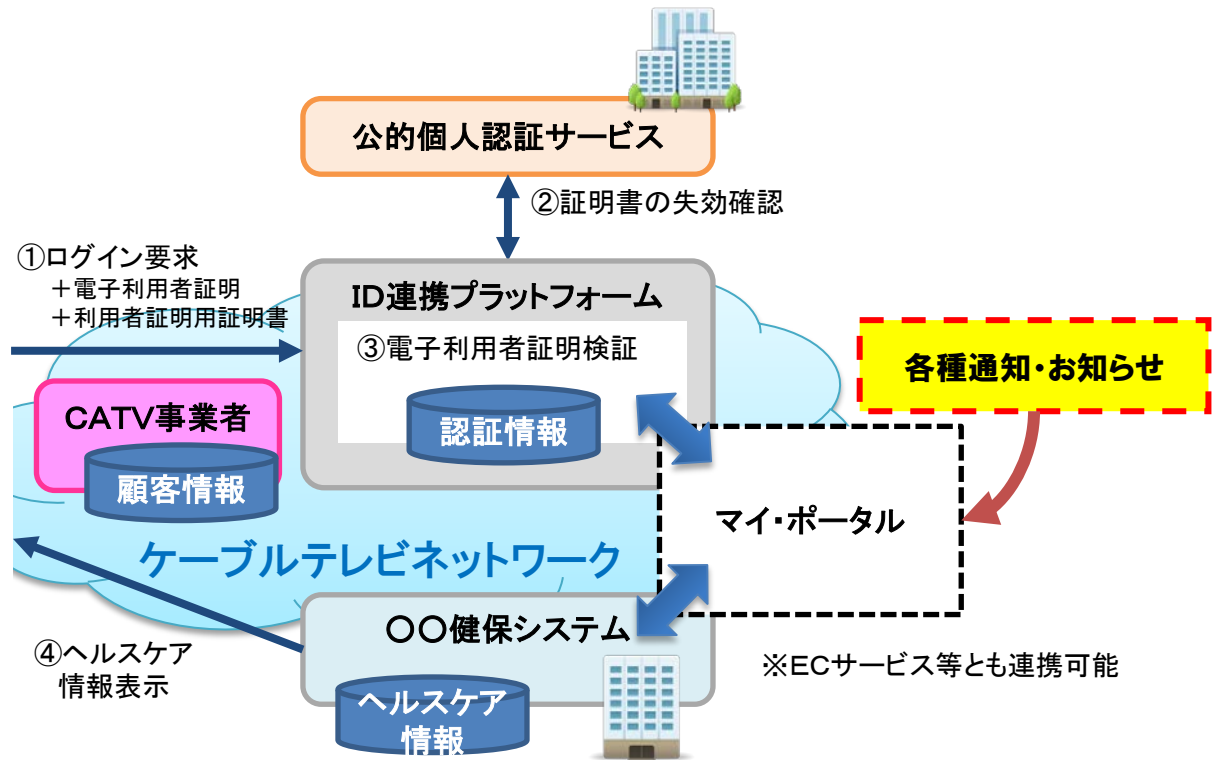 公的個人認証サービス
②証明書の失効確認
①ログイン要求
＋電子利用者証明
＋利用者証明用証明書
ID連携プラットフォーム
③電子利用者証明検証
認証情報
各種通知・お知らせ
CATV事業者
顧客情報
マイ・ポータル
ケーブルテレビネットワーク
〇〇健保システム
④ヘルスケア
情報表示
※ECサービス等とも連携可能
ヘルスケア
情報